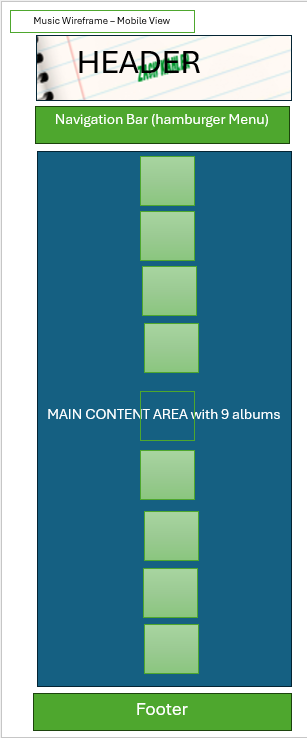 Music Wireframe – Mobile View
HEADER
Navigation Bar (hamburger Menu)
MAIN CONTENT AREA with 9 albums
Footer